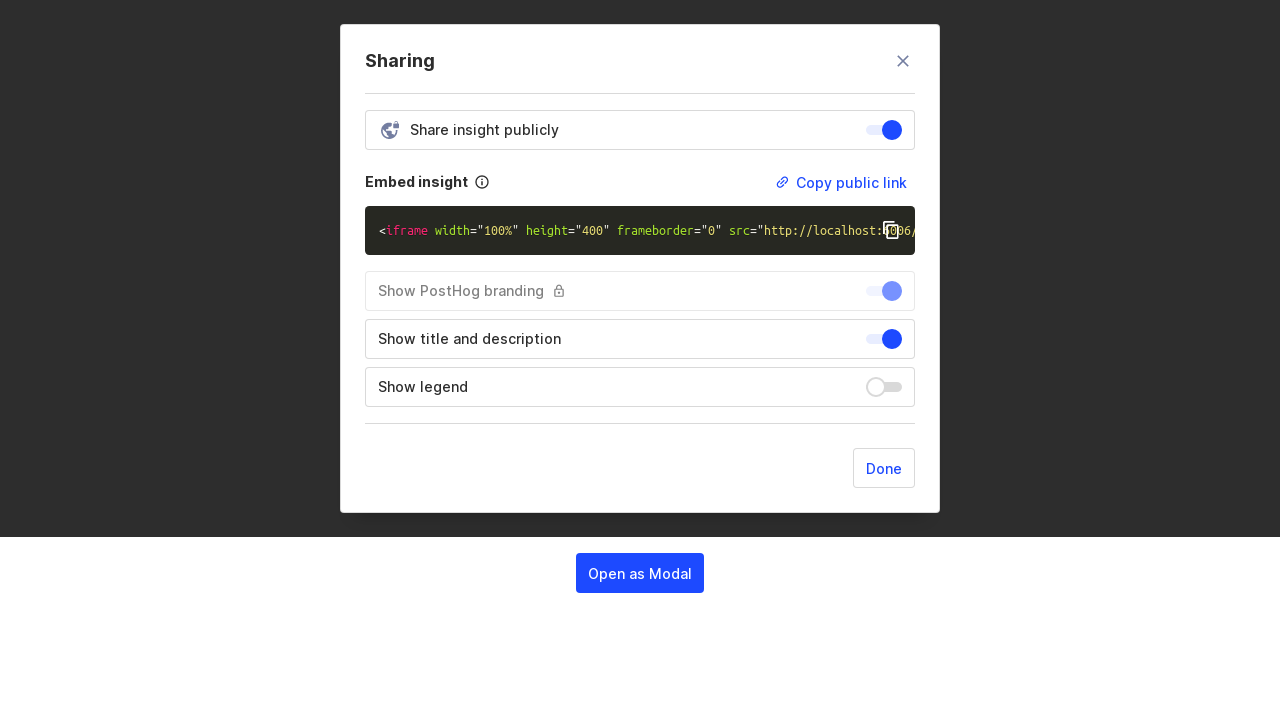 Sharing
Share insight publicly
Embed insight
Copy public link
<iframe width="100%" height="400" frameborder="0" src="http://localhost:6006/
Show PostHog branding
Show title and description
Show legend
Done
Open as Modal